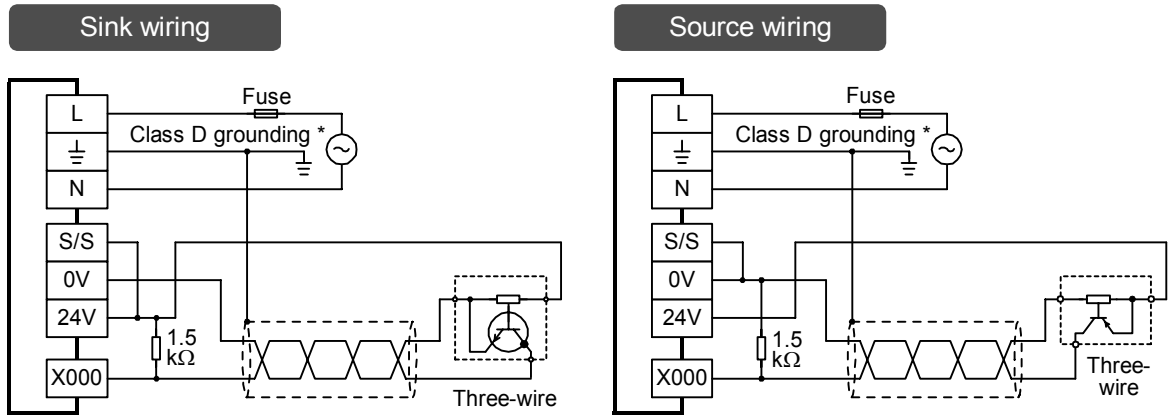 Sink wiring
L
N
S/S
0V
24V
X000
Fuse
Class D grounding *
1.5
kΩ
Three-wire
Source wiring
L
N
S/S
0V
24V
X000
Fuse
Class D grounding *
1.5
kΩ
Three-
wire